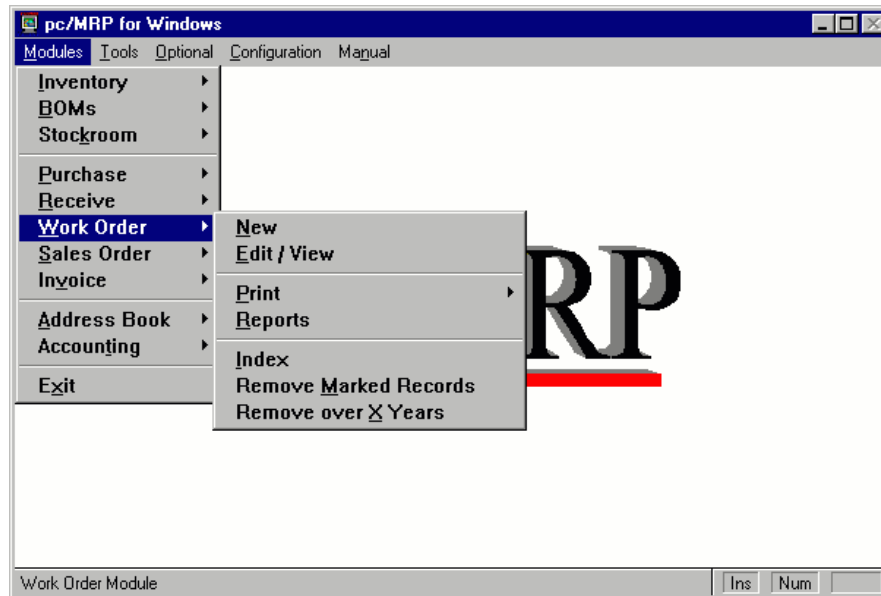 pc/MRP for Windows
Modules Tools Optional Configuration Manual
Inventory
BOMs
Stockroom
Purchase
Receive
Work Order
Sales Order
Invoice
Address Book
Accounting
Exit
New
Edit / View
Print
Reports
Index
Remove Marked Records
Remove over X Years
RP
Work Order Module
Ins Num